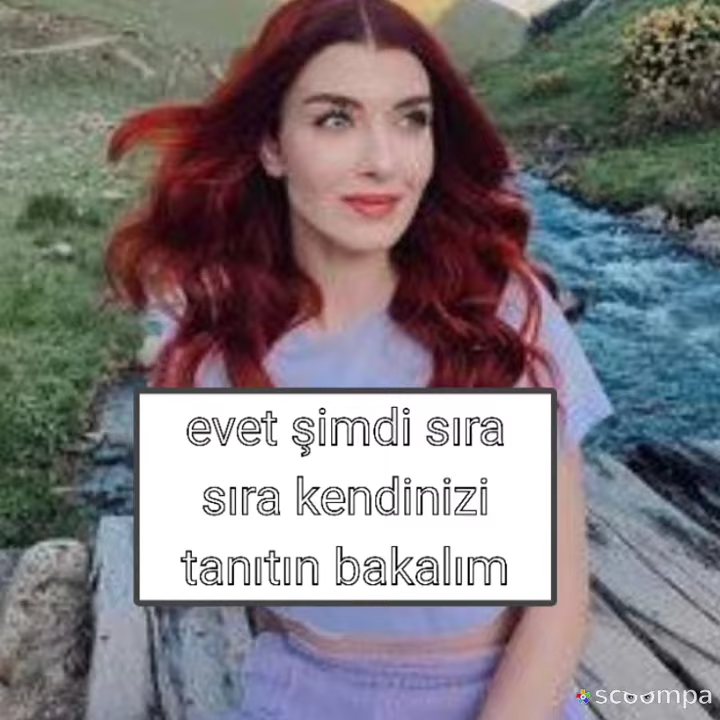 evet şimdi sıra
sıra kendinizi
tanıtın bakalım
scoompa